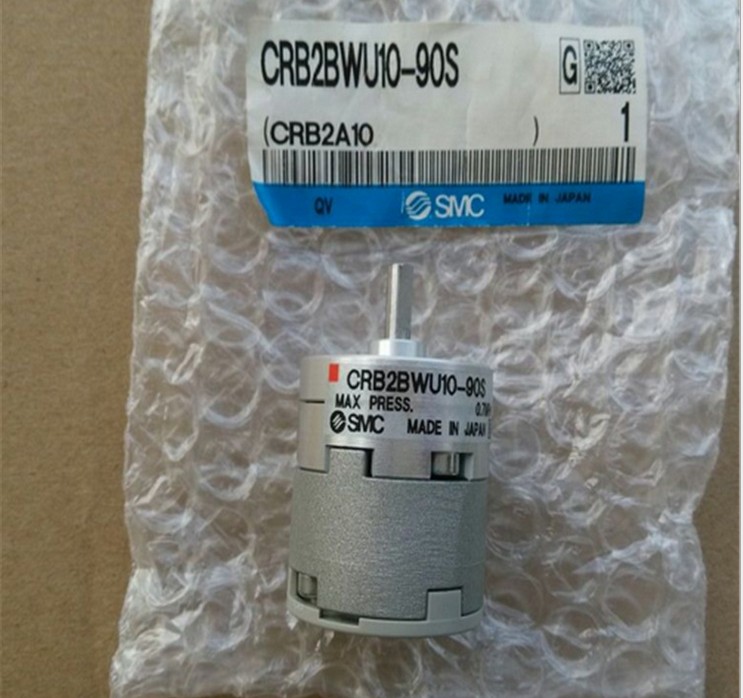 CRB2BWU10-90S G
(CRB2A10 ) 1
QV SMC MADE IN JAPAN
CRB2BWU10-90S
MAX PRESS.
SMC MADE IN JAPAN